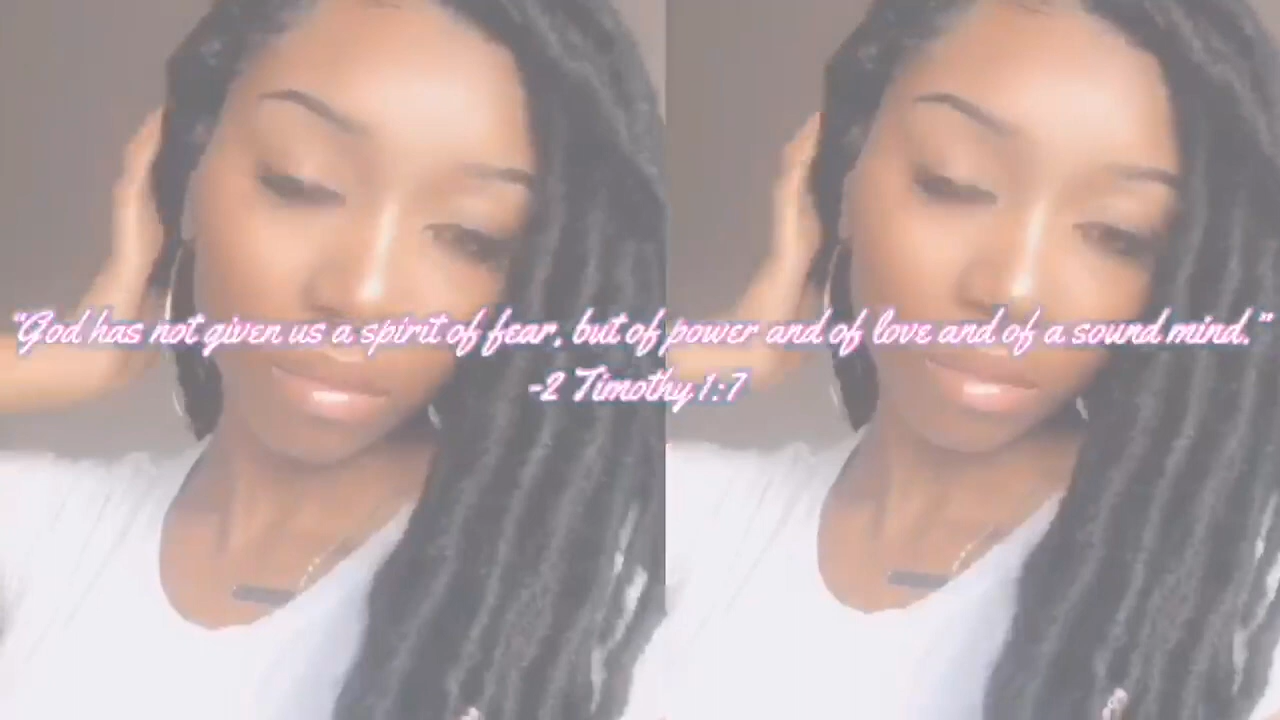 "God has not given us a spirit of fear, but of power and of love and of a sound mind."
-2 Timothy 1:7